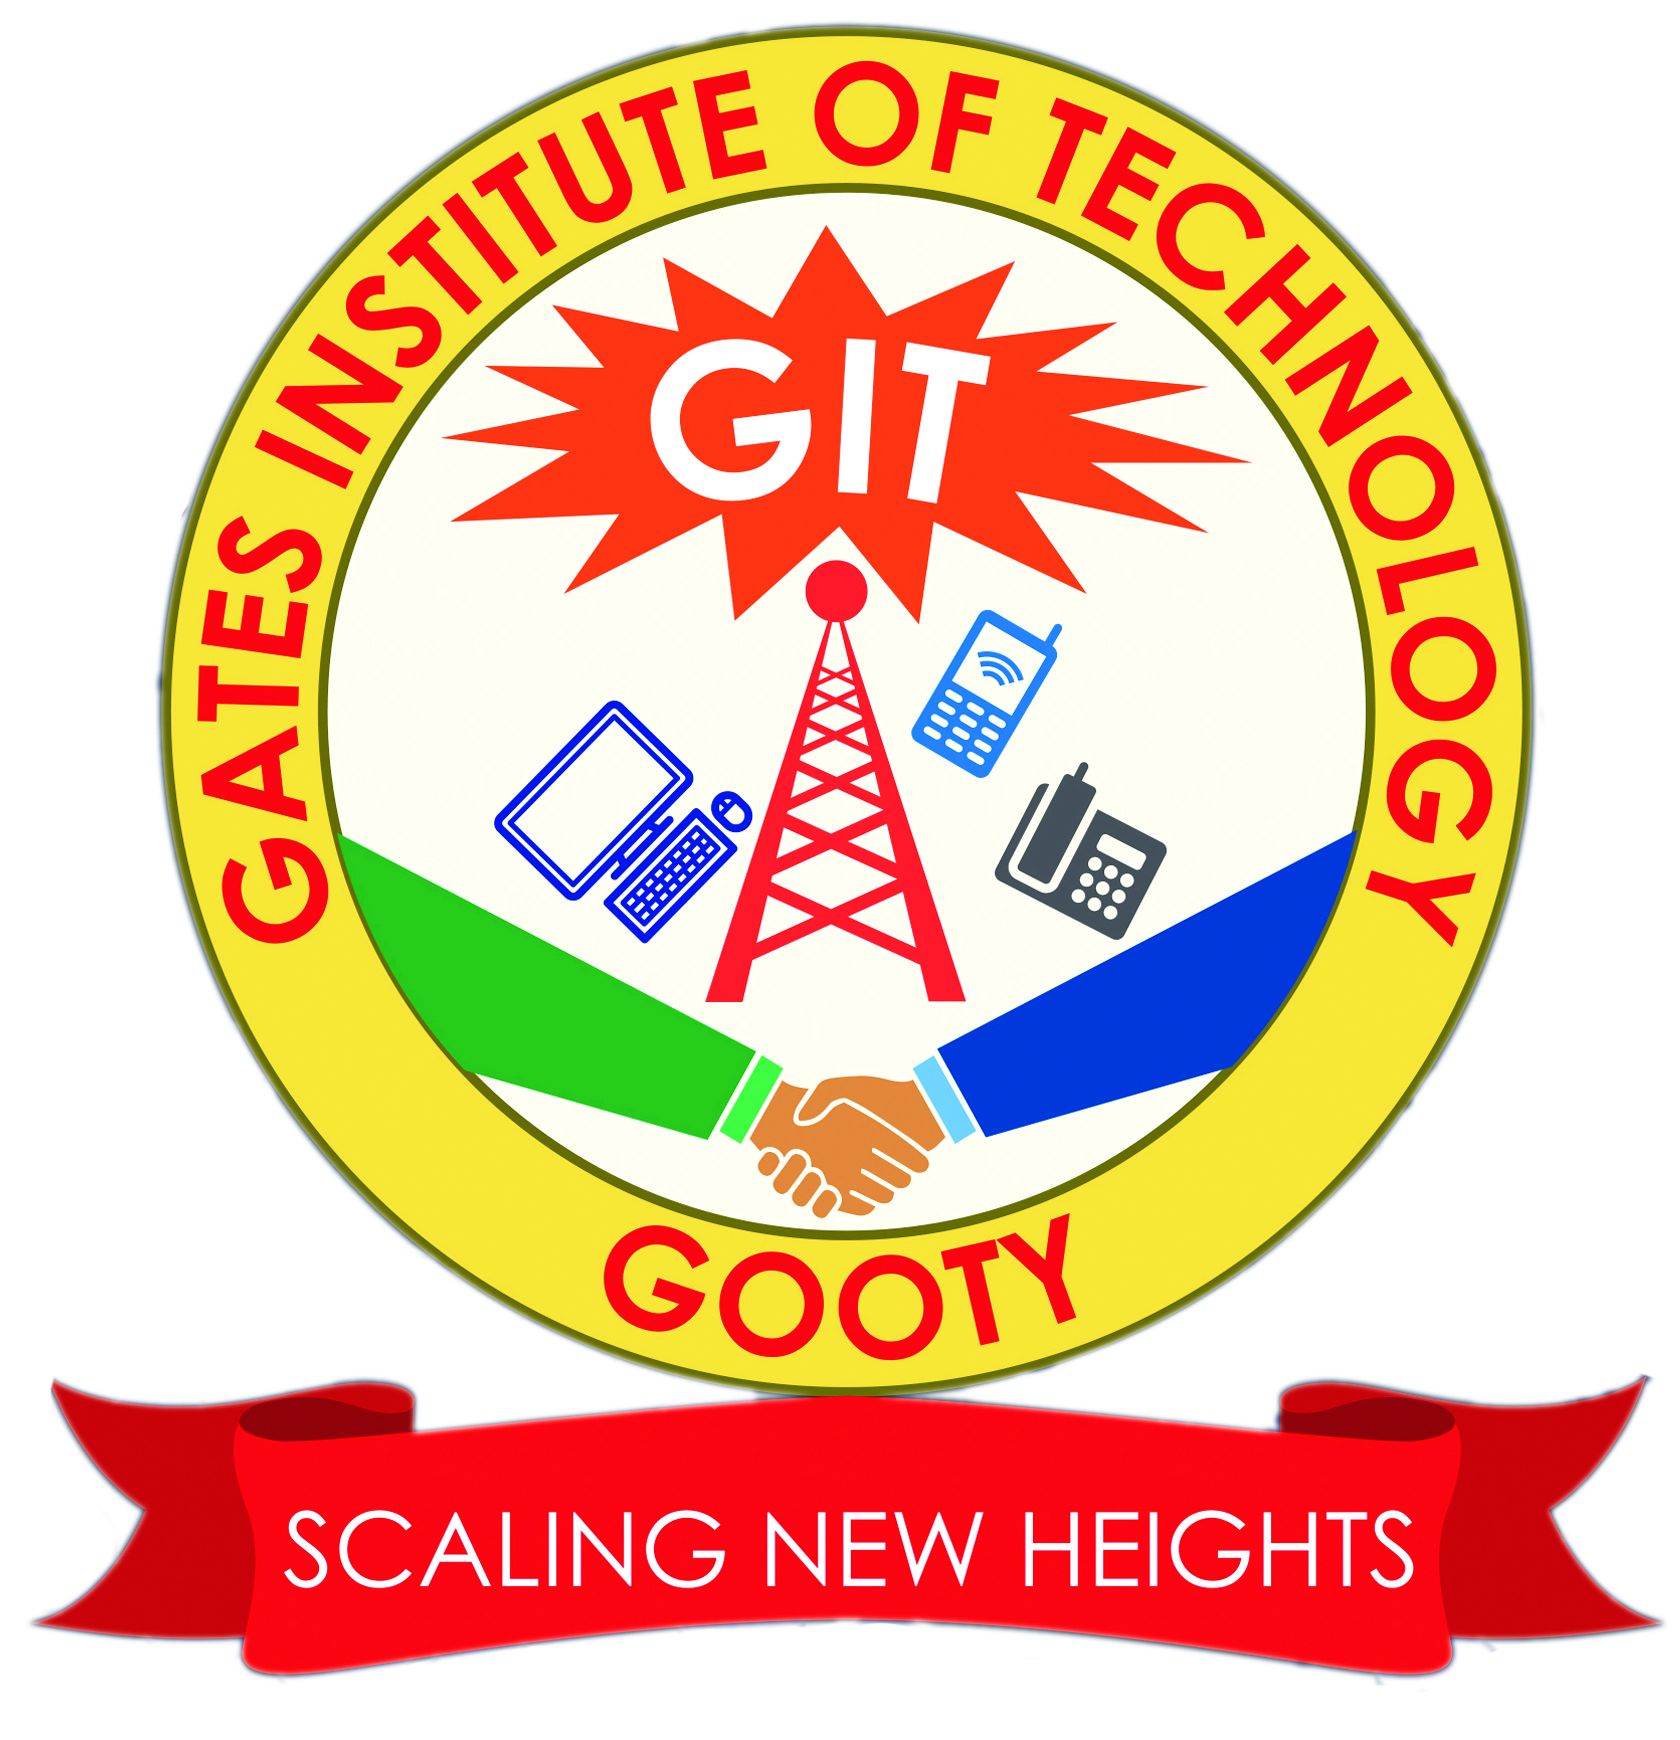 GATES INSTITUTE OF TECHNOLOGY
GIT
GOOTY
SCALING NEW HEIGHTS